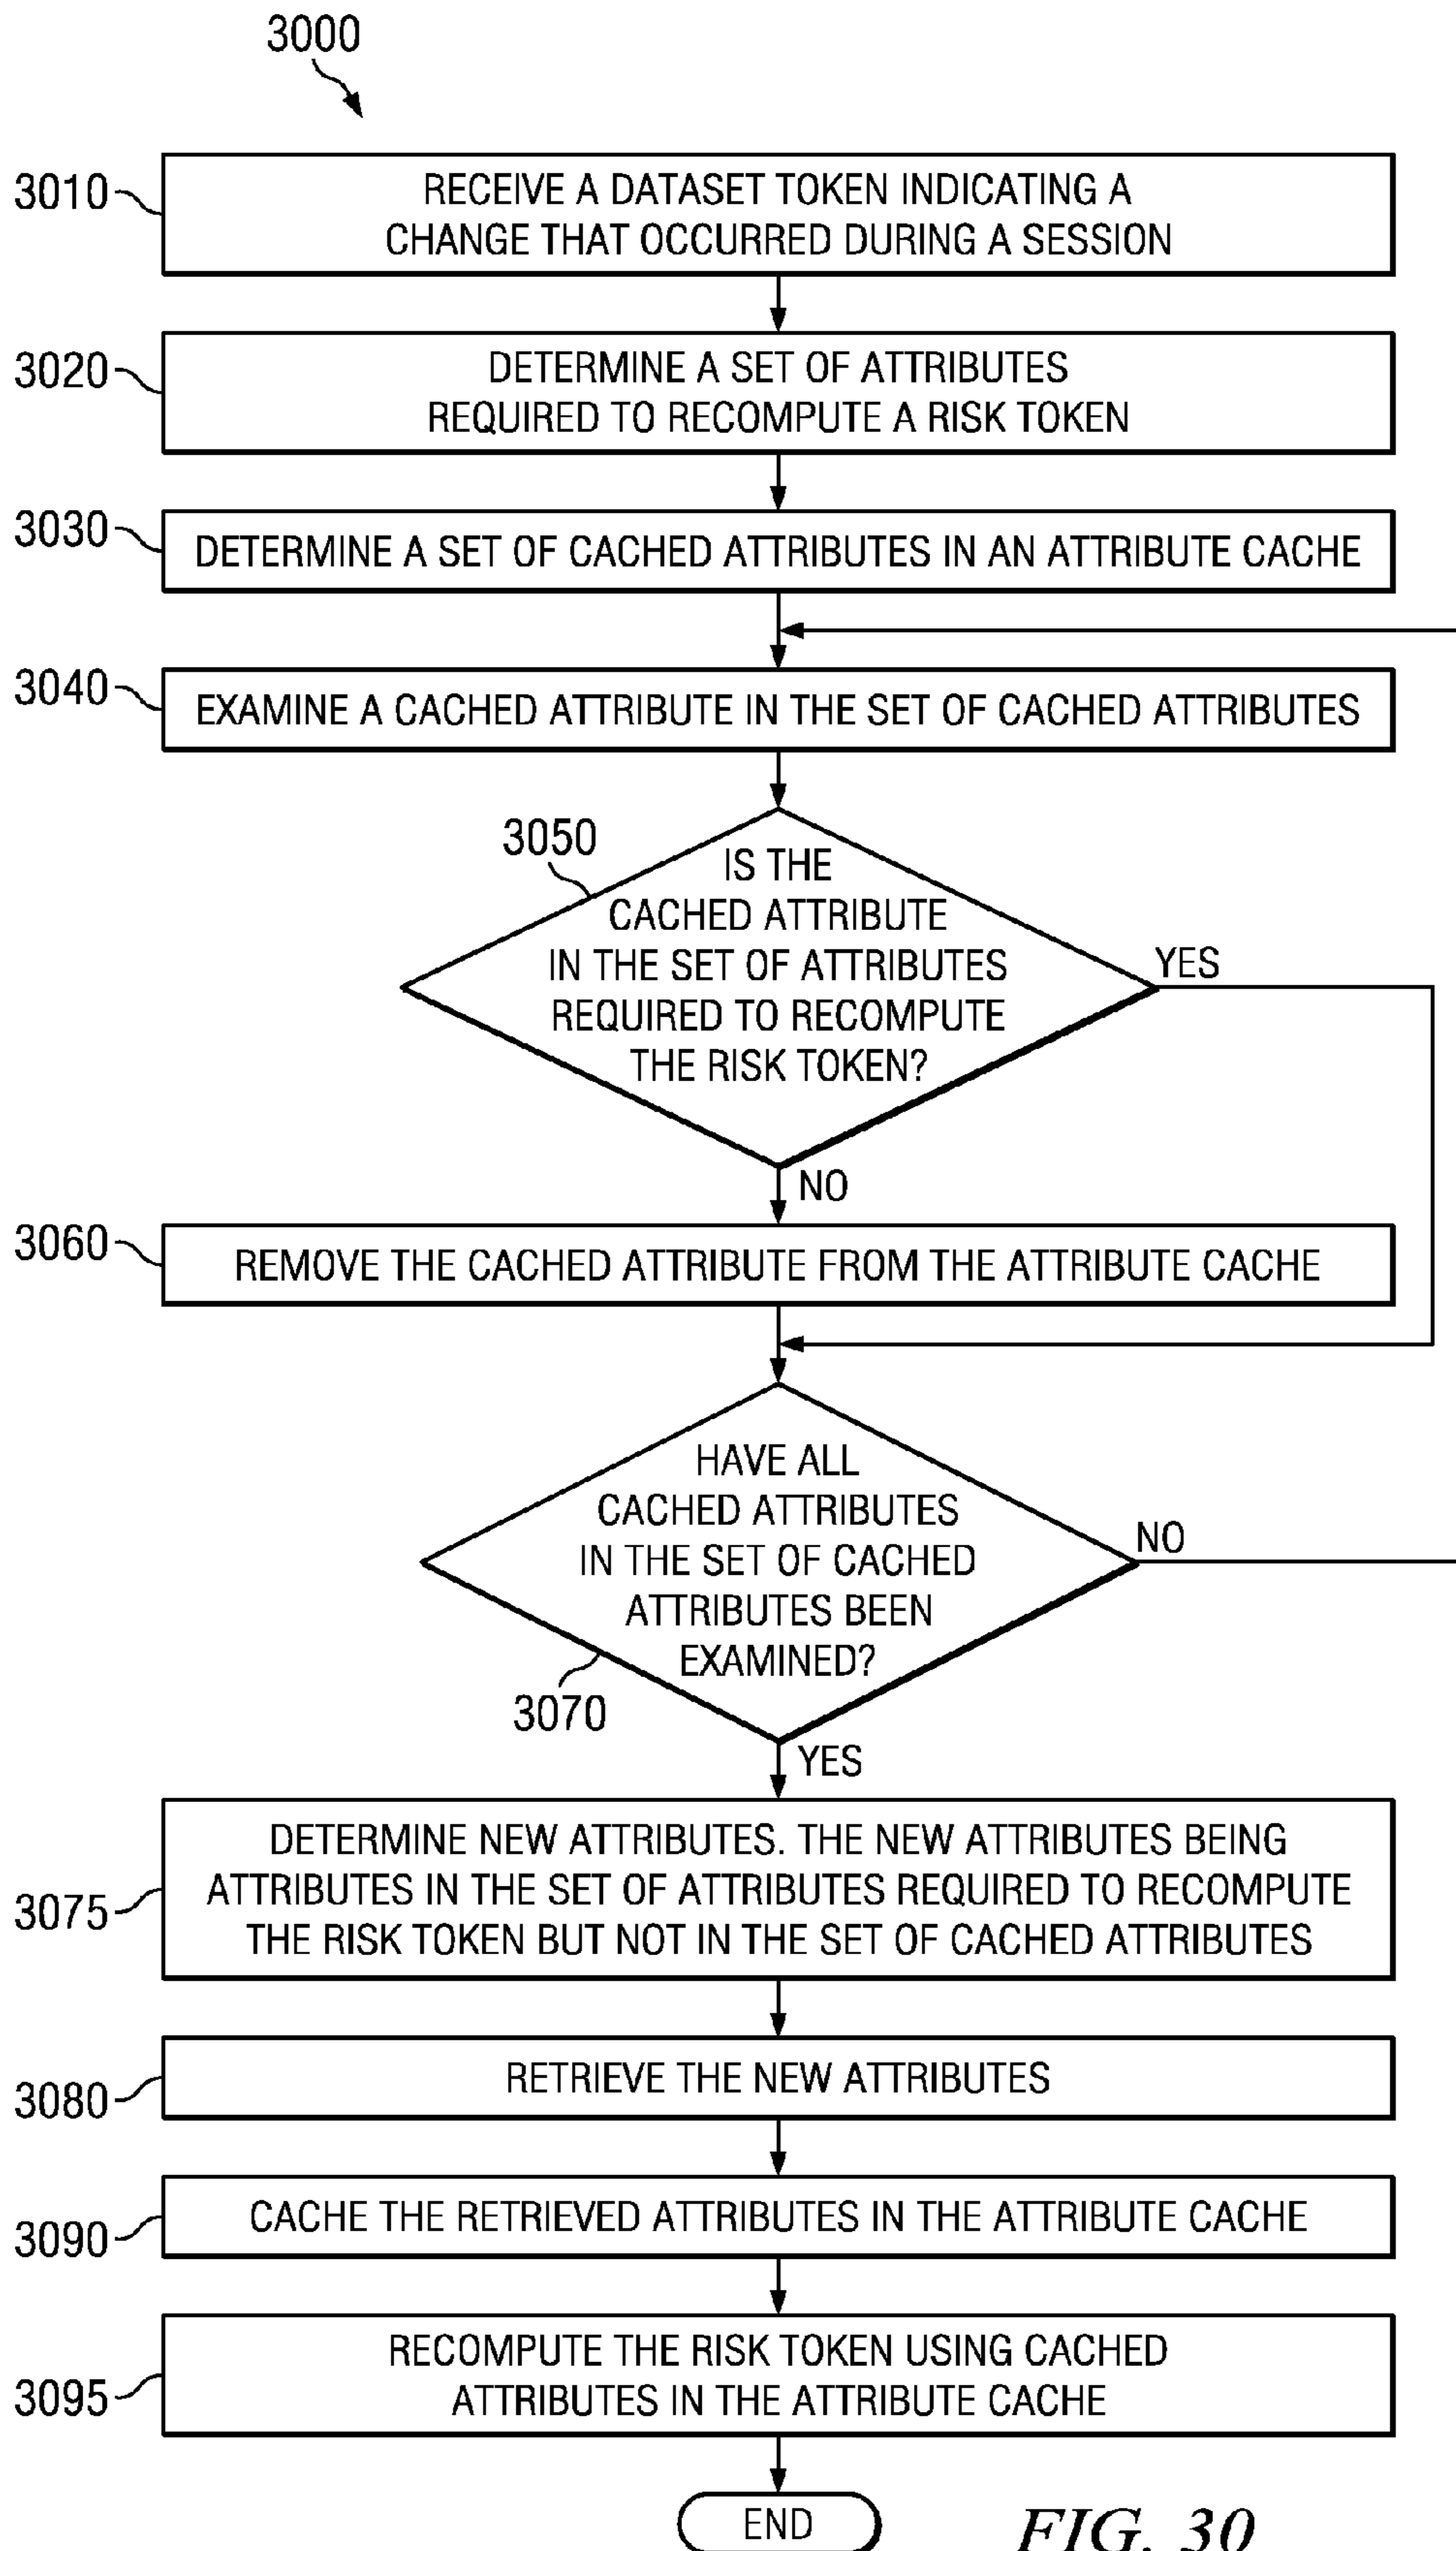 3000
3010
RECEIVE A DATASET TOKEN INDICATING A
CHANGE THAT OCCURRED DURING A SESSION
3020
DETERMINE A SET OF ATTRIBUTES
REQUIRED TO RECOMPUTE A RISK TOKEN
3030
DETERMINE A SET OF CACHED ATTRIBUTES IN AN ATTRIBUTE CACHE
3040
EXAMINE A CACHED ATTRIBUTE IN THE SET OF CACHED ATTRIBUTES
3050
IS THE
CACHED ATTRIBUTE
IN THE SET OF ATTRIBUTES
REQUIRED TO RECOMPUTE
THE RISK TOKEN?
YES
NO
3060
REMOVE THE CACHED ATTRIBUTE FROM THE ATTRIBUTE CACHE
HAVE ALL
CACHED ATTRIBUTES
IN THE SET OF CACHED
ATTRIBUTES BEEN
EXAMINED?
NO
3070
YES
3075
DETERMINE NEW ATTRIBUTES. THE NEW ATTRIBUTES BEING
ATTRIBUTES IN THE SET OF ATTRIBUTES REQUIRED TO RECOMPUTE
THE RISK TOKEN BUT NOT IN THE SET OF CACHED ATTRIBUTES
3080
RETRIEVE THE NEW ATTRIBUTES
3090
CACHE THE RETRIEVED ATTRIBUTES IN THE ATTRIBUTE CACHE
3095
RECOMPUTE THE RISK TOKEN USING CACHED
ATTRIBUTES IN THE ATTRIBUTE CACHE
END
FIG. 30